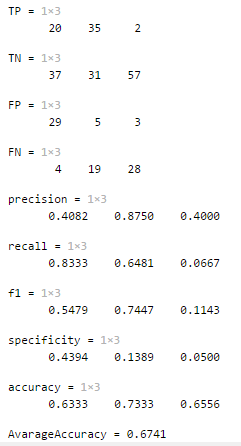 TP = 1×3
20 35 2
TN = 1×3
37 31 57
FP = 1×3
29 5 3
FN = 1×3
4 19 28
precision = 1×3
0.4082 0.8750 0.4000
recall = 1×3
0.8333 0.6481 0.0667
f1 = 1×3
0.5479 0.7447 0.1143
specificity = 1×3
0.4394 0.1389 0.0500
accuracy = 1×3
0.6333 0.7333 0.6556
AvarageAccuracy = 0.6741